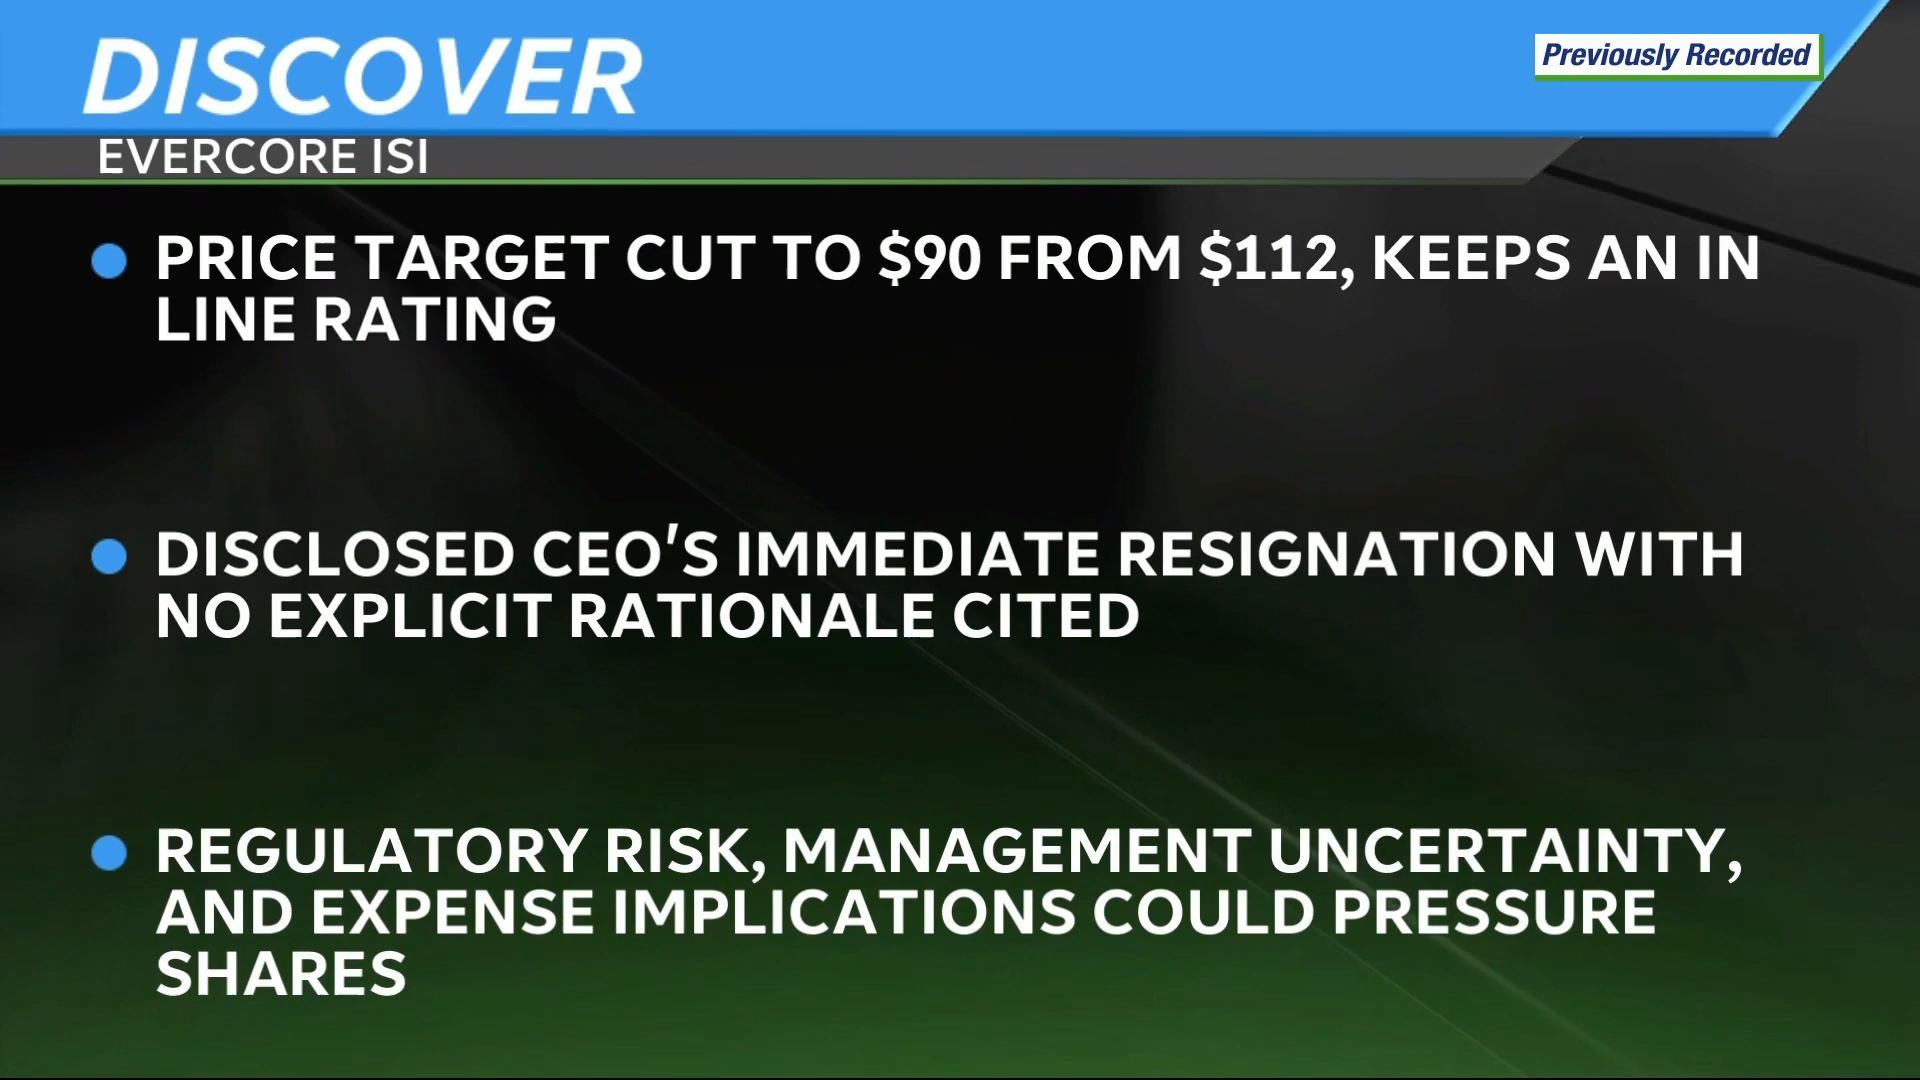 DISCOVER
Previously Recorded
EVERCORE ISI
PRICE TARGET CUT TO $90 FROM $112, KEEPS AN IN
LINE RATING
DISCLOSED CEO'S IMMEDIATE RESIGNATION WITH
NO EXPLICIT RATIONALE CITED
REGULATORY RISK, MANAGEMENT UNCERTAINTY,
AND EXPENSE IMPLICATIONS COULD PRESSURE
SHARES